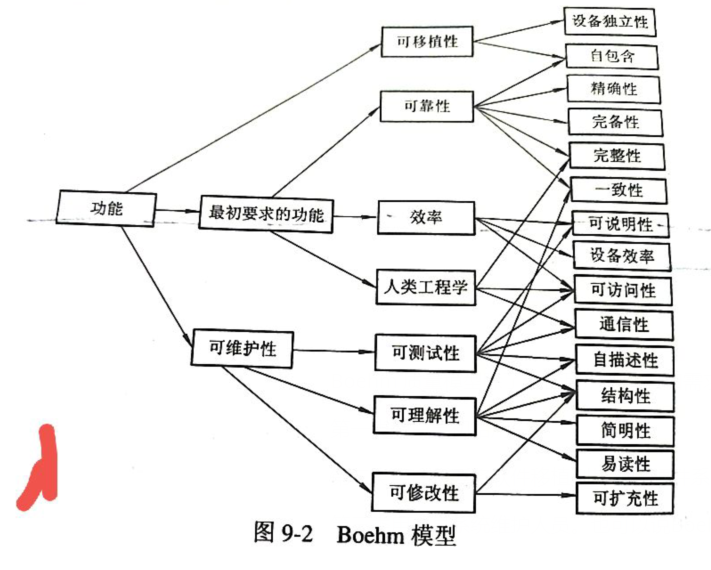 可移植性
设备独立性
自包含
可靠性
精确性
完备性
完整性
一致性
功能
最初要求的功能
效率
可说明性
设备效率
人类工程学
可访问性
通信性
可维护性
可测试性
自描述性
结构性
可理解性
简明性
易读性
可修改性
可扩充性
图 9-2 Boehm 模型